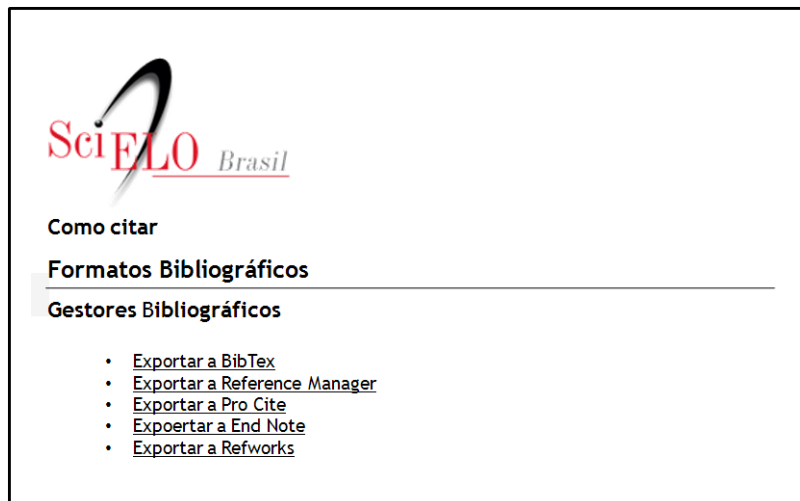 SciELO Brasil
Como citar
Formatos Bibliográficos
Gestores Bibliográficos
• Exportar a BibTex
• Exportar a Reference Manager
• Exportar a Pro Cite
• Expoertar a End Note
• Exportar a Refworks